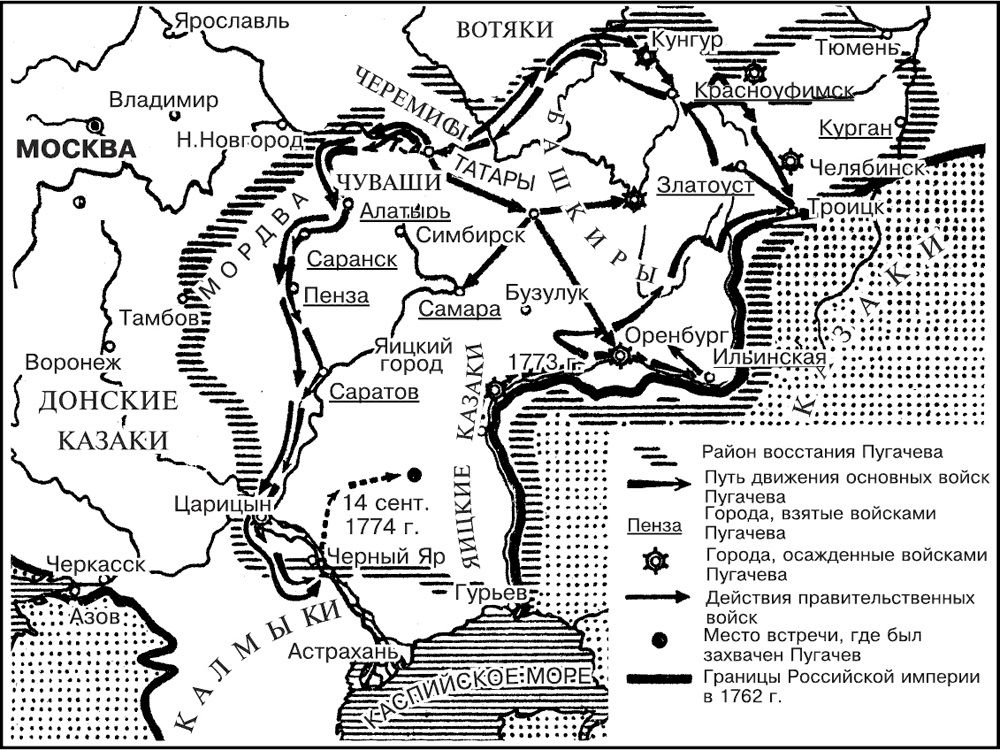 Ярославль
ВОТЯКИ
Кунгур
Тюмень
ЧЕРЕМИСЫ
Красноуфимск
Владимир
Курган
МОСКВА
Н.Новгород
БАШКИРЫ
ТАТАРЫ
Челябинск
ЧУВАШИ
Златоуст
Троицк
МОРДВА
Алатырь
Симбирск
КАЗАКИ
Саранск
Пенза
Самара
Бузулук
Тамбов
Оренбург
Яицкий
город
Ильинская
Воронеж
1773 г.
Саратов
ДОНСКИЕ
КАЗАКИ
ЯИЦКИЕ КАЗАКИ
Царицын
14 сент.
1774 г.
Черный Яр
Черкасск
Азов
Гурьев
КАЛМЫКИ
Астрахань
КАСПИЙСКОЕ МОРЕ
Район восстания Пугачева
Путь движения основных войск
Пугачева
Пенза
Города, взятые войсками
Пугачева
Города, осажденные войсками
Пугачева
Действия правительственных
войск
Место встречи, где был
захвачен Пугачев
Границы Российской империи
в 1762 г.